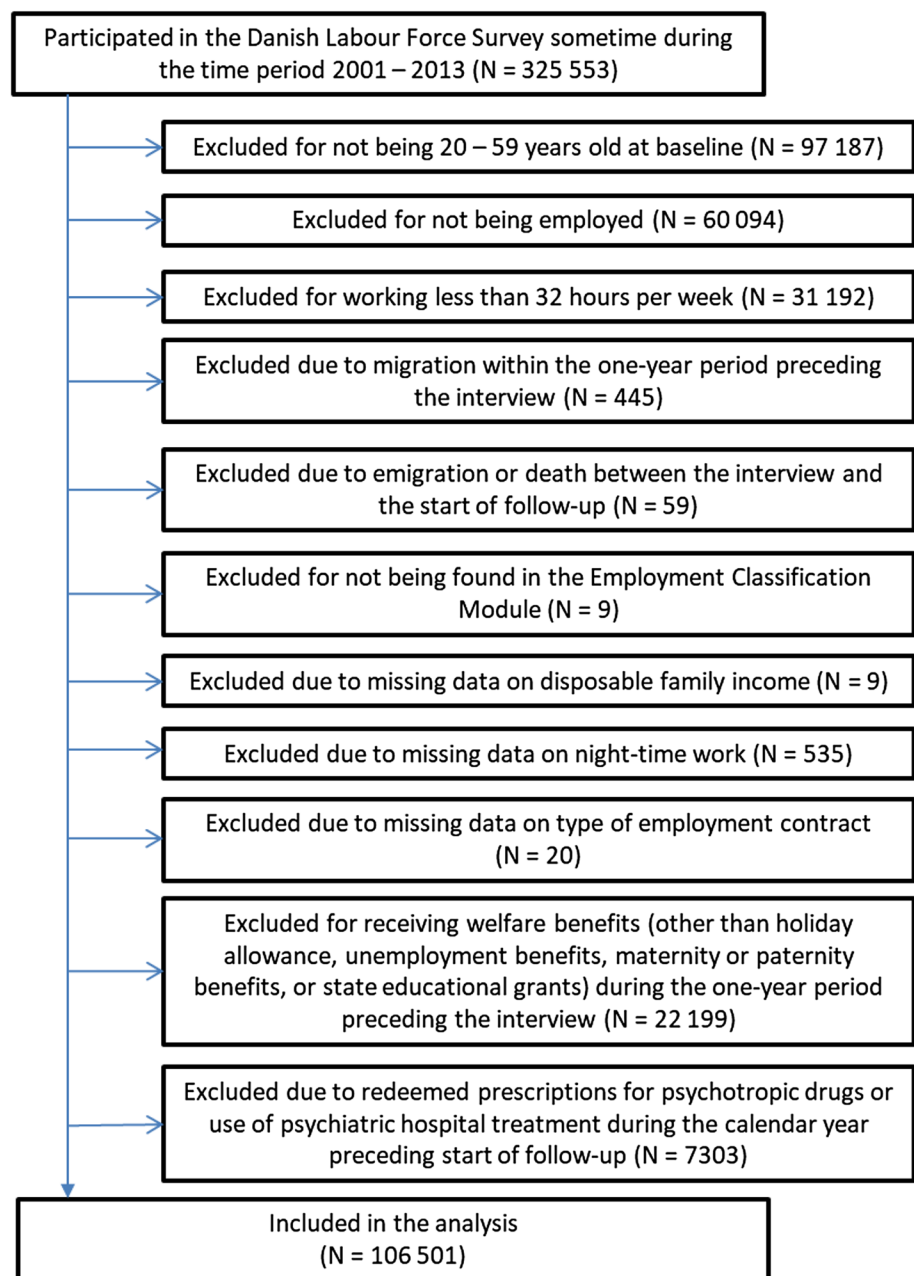 Participated in the Danish Labour Force Survey sometime during
the time period 2001 – 2013 (N = 325 553)
Excluded for not being 20 – 59 years old at baseline (N = 97 187)
Excluded for not being employed (N = 60 094)
Excluded for working less than 32 hours per week (N = 31 192)
Excluded due to migration within the one-year period preceding
the interview (N = 445)
Excluded due to emigration or death between the interview and
the start of follow-up (N = 59)
Excluded for not being found in the Employment Classification
Module (N = 9)
Excluded due to missing data on disposable family income (N = 9)
Excluded due to missing data on night-time work (N = 535)
Excluded due to missing data on type of employment contract
(N = 20)
Excluded for receiving welfare benefits (other than holiday
allowance, unemployment benefits, maternity or paternity
benefits, or state educational grants) during the one-year period
preceding the interview (N = 22 199)
Excluded due to redeemed prescriptions for psychotropic drugs or
use of psychiatric hospital treatment during the calendar year
preceding start of follow-up (N = 7303)
Included in the analysis
(N = 106 501)